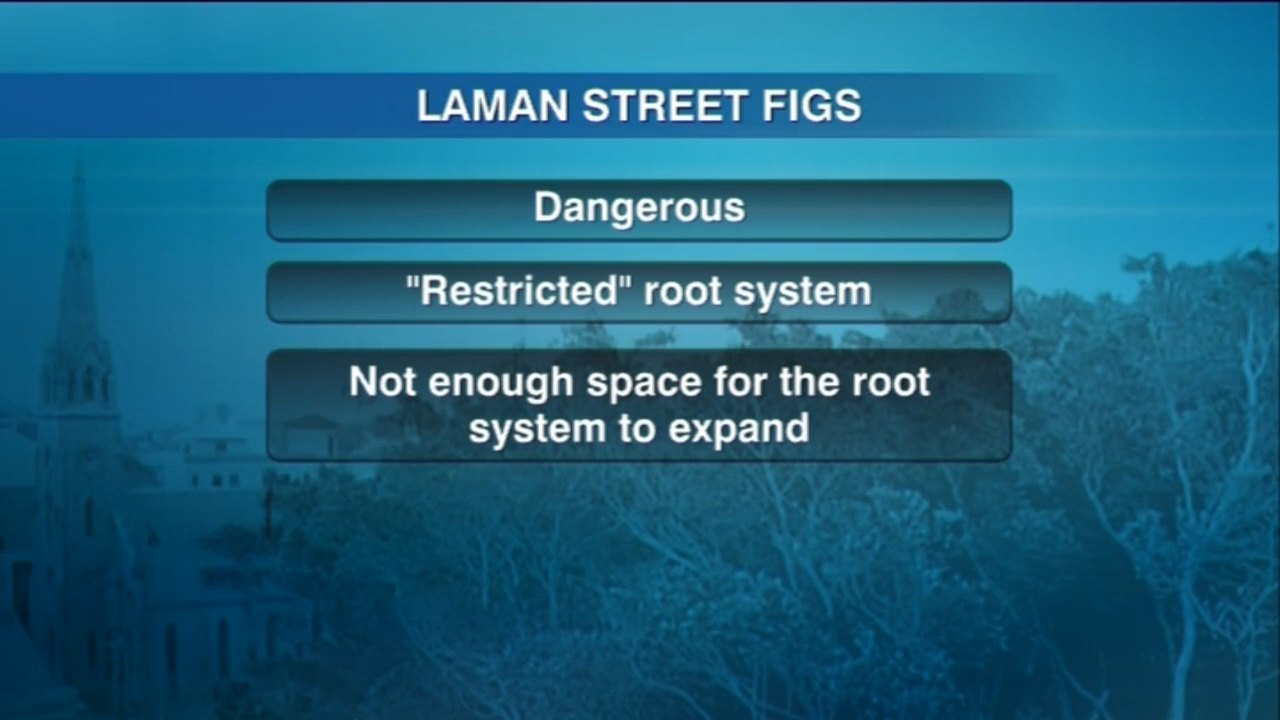 LAMAN STREET FIGS
Dangerous
"Restricted" root system
Not enough space for the root
system to expand